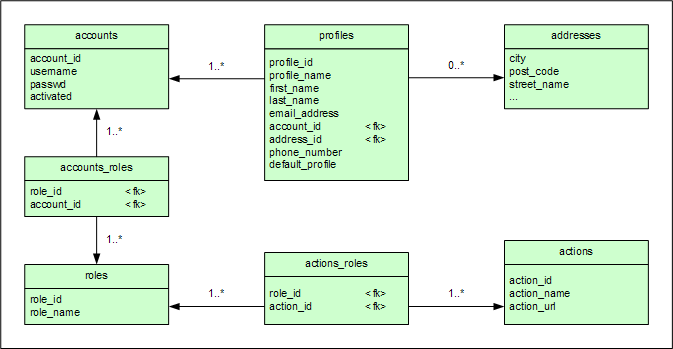 accounts
account_id
username
passwd
activated
1..*
profiles
profile_id
profile_name
first_name
last_name
email_address
account_id <fk>
address_id <fk>
phone_number
default_profile
0..*
addresses
city
post_code
street_name
...
1..*
accounts_roles
role_id <fk>
account_id <fk>
1..*
roles
role_id
role_name
1..*
actions_roles
role_id <fk>
action_id <fk>
1..*
actions
action_id
action_name
action_url